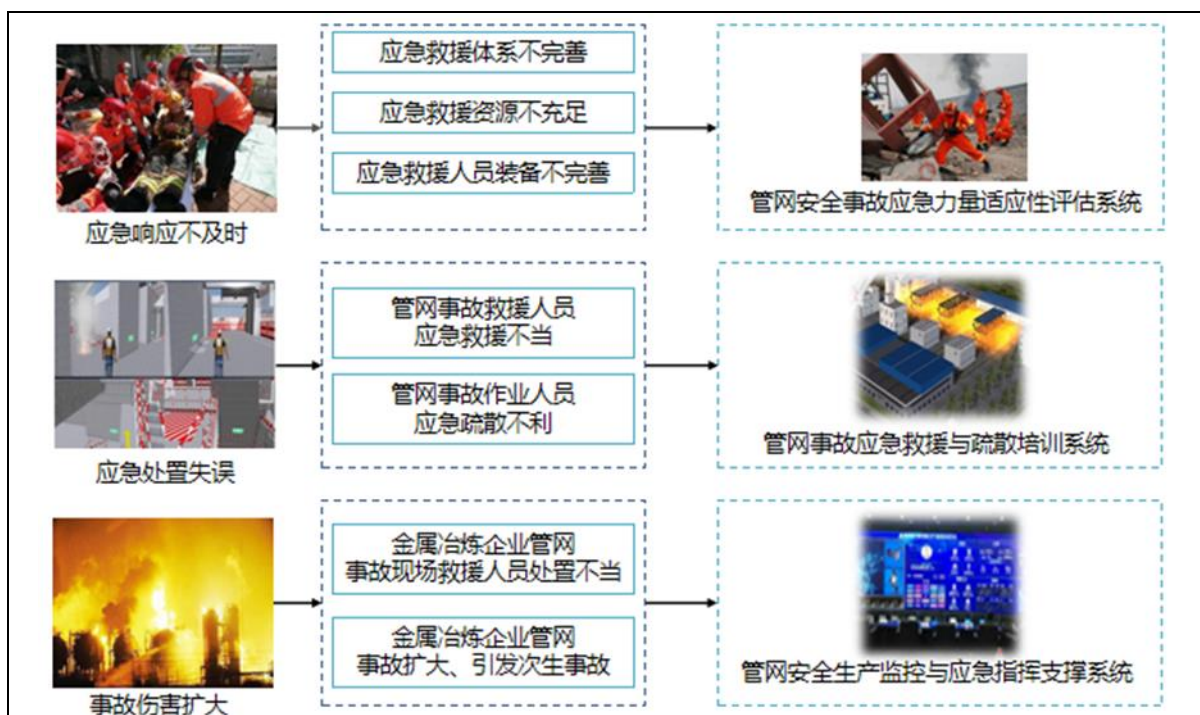 应急救援体系不完善
应急救援资源不充足
应急救援人员装备不完善
应急响应不及时
管网安全事故应急力量适应性评估系统
管网事故救援人员
应急救援不当
管网事故作业人员
应急疏散不利
应急处置失误
管网事故应急救援与疏散培训系统
金属冶炼企业管网
事故现场救援人员处置不当
金属冶炼企业管网
事故扩大、引发次生事故
事故伤害扩大
管网安全生产监控与应急指挥支撑系统